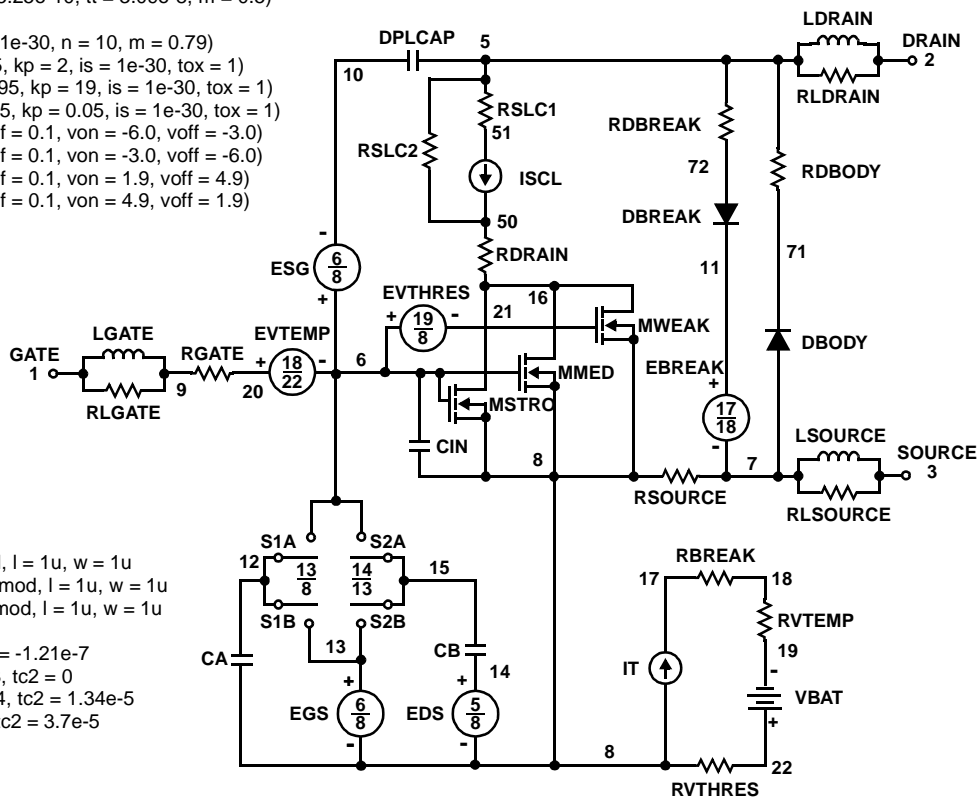 tt = 
1e-30, n = 10, m = 0.79)
, kp = 2, is = 1e-30, tox = 1)
95, kp = 19, is = 1e-30, tox = 1)
5, kp = 0.05, is = 1e-30, tox = 1)
ff = 0.1, von = -6.0, voff = -3.0)
f = 0.1, von = -3.0, voff = -6.0)
f = 0.1, von = 1.9, voff = 4.9)
ff = 0.1, von = 4.9, voff = 1.9)
DPLCAP
5
10
LDRAIN
DRAIN
2
RLDRAIN
RSLC1
51
RSLC2
ISCL
50
RDRAIN
RDBREAK
72
DBREAK
11
RDBODY
71
DBODY
-
ESG
6
8
+
EVTHRES
+ 19 -
8
16
21
MWEAK
LGATE
GATE
1
RLGATE
9
RGATE
EVTEMP
+ 18 -
22
20
6
MMED
MSTRO
CIN
8
EBREAK
+
17
18
-
RSOURCE
7
LSOURCE
SOURCE
3
RLSOURCE
l, l = 1u, w = 1u
mod, l = 1u, w = 1u
mod, l = 1u, w = 1u
= -1.21e-7
, tc2 = 0
4, tc2 = 1.34e-5
tc2 = 3.7e-5
S1A
S2A
12
13
8
14
13
15
S1B
S2B
13
CA
CB
14
+
EGS
6
8
-
+
EDS
5
8
-
8
RBREAK
17
18
RVTEMP
19
-
IT
VBAT
+
22
RVTHRES